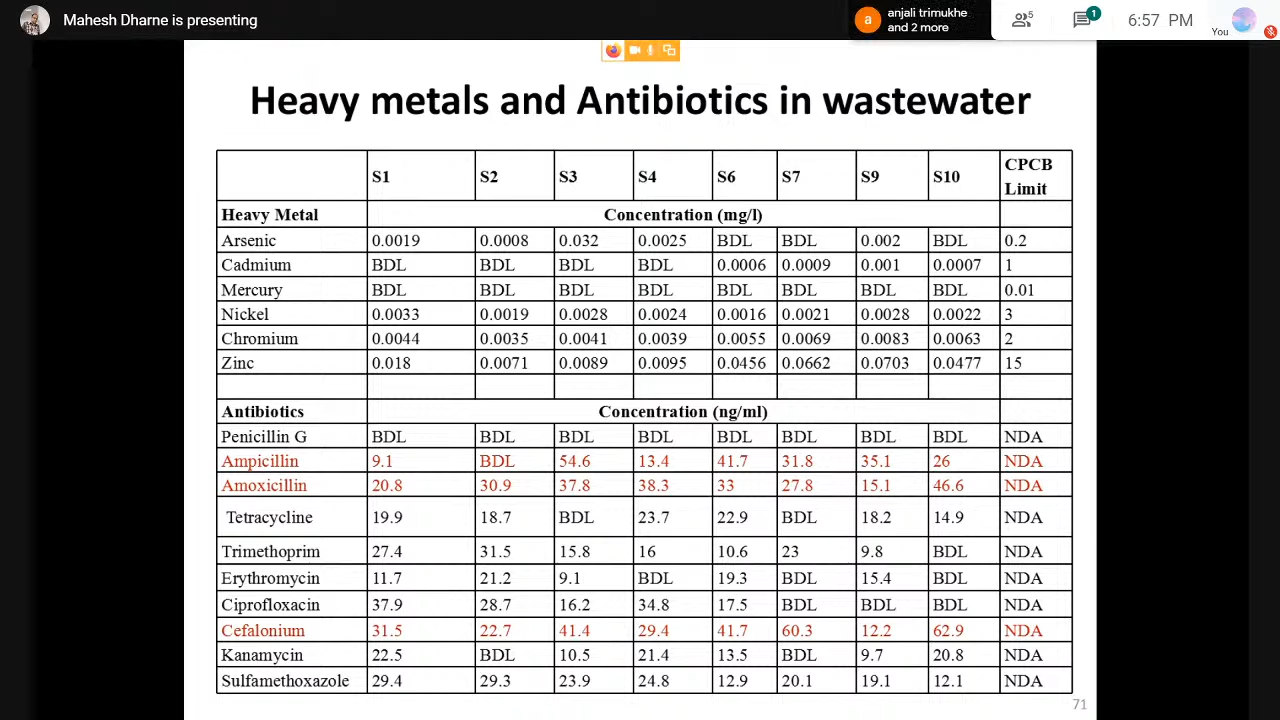 Mahesh Dharne is presenting
a
anjali trimukhe
and 2 more
5
1
6:57 PM
You
Heavy metals and Antibiotics in wastewater
S1 S2 S3 S4 S6 S7 S9 S10 CPCB Limit
Heavy Metal Concentration (mg/l)
Arsenic 0.0019 0.0008 0.032 0.0025 BDL BDL 0.002 BDL 0.2
Cadmium BDL BDL BDL BDL 0.0006 0.0009 0.001 0.0007 1
Mercury BDL BDL BDL BDL BDL BDL BDL BDL 0.01
Nickel 0.0033 0.0019 0.0028 0.0024 0.0016 0.0021 0.0028 0.0022 3
Chromium 0.0044 0.0035 0.0041 0.0039 0.0055 0.0069 0.0083 0.0063 2
Zinc 0.018 0.0071 0.0089 0.0095 0.0456 0.0662 0.0703 0.0477 15
Antibiotics Concentration (ng/ml)
Penicillin G BDL BDL BDL BDL BDL BDL BDL BDL NDA
Ampicillin 9.1 BDL 54.6 13.4 41.7 31.8 35.1 26 NDA
Amoxicillin 20.8 30.9 37.8 38.3 33 27.8 15.1 46.6 NDA
Tetracycline 19.9 18.7 BDL 23.7 22.9 BDL 18.2 14.9 NDA
Trimethoprim 27.4 31.5 15.8 16 10.6 23 9.8 BDL NDA
Erythromycin 11.7 21.2 9.1 BDL 19.3 BDL 15.4 BDL NDA
Ciprofloxacin 37.9 28.7 16.2 34.8 17.5 BDL BDL BDL NDA
Cefalonium 31.5 22.7 41.4 29.4 41.7 60.3 12.2 62.9 NDA
Kanamycin 22.5 BDL 10.5 21.4 13.5 BDL 9.7 20.8 NDA
Sulfamethoxazole 29.4 29.3 23.9 24.8 12.9 20.1 19.1 12.1 NDA
71